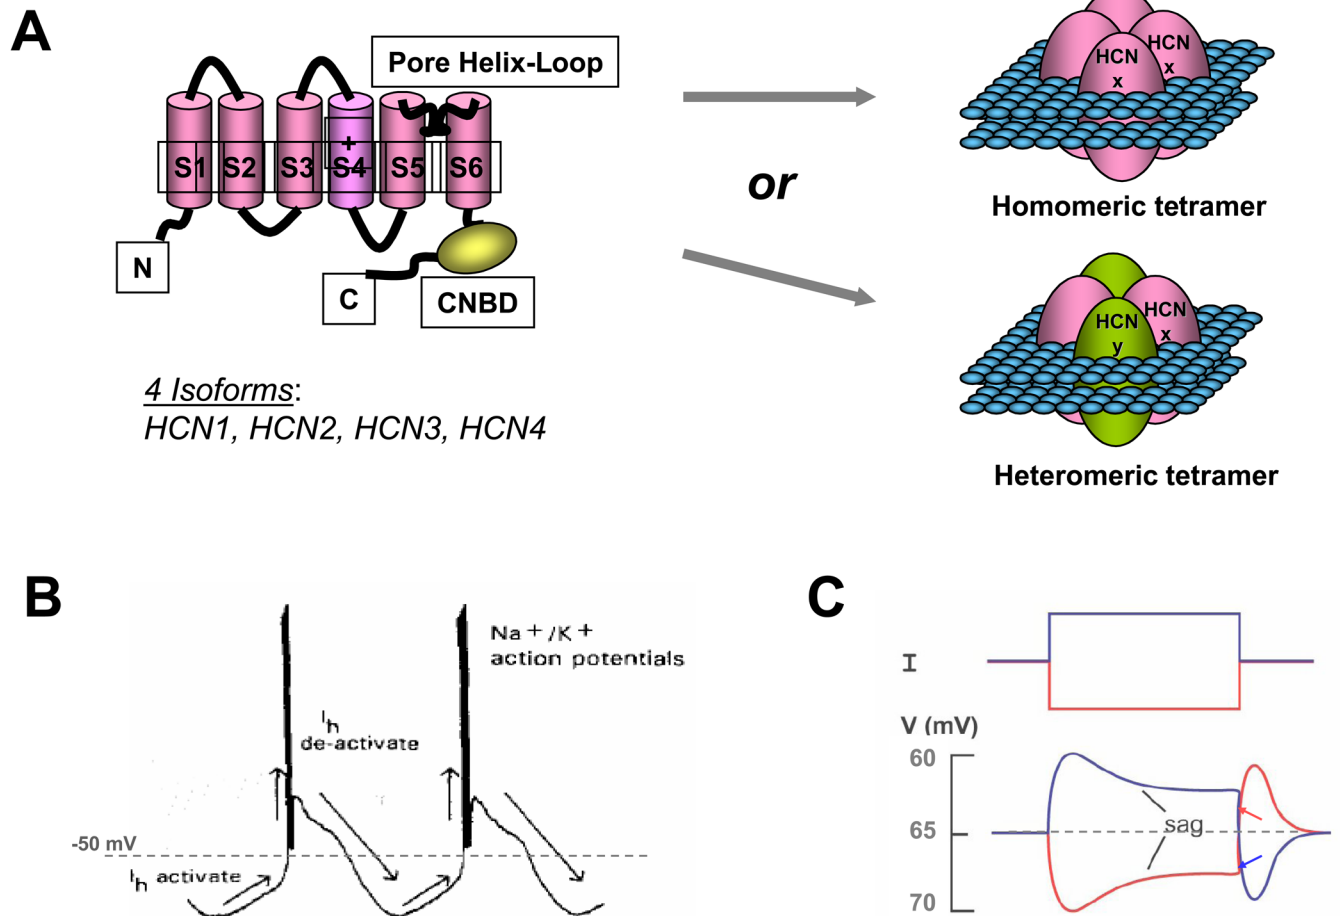 A
Pore Helix-Loop
+
S1 S2 S3 S4 S5 S6
N
C
CNBD
4 Isoforms:
HCN1, HCN2, HCN3, HCN4
or
HCN
x
HCN
x
Homomeric tetramer
HCN
y
HCN
x
Heteromeric tetramer
B
Na + /K +
action potentials
Ih
de-activate
-50 mV
Ih activate
C
I
V (mV)
60
65
70
sag